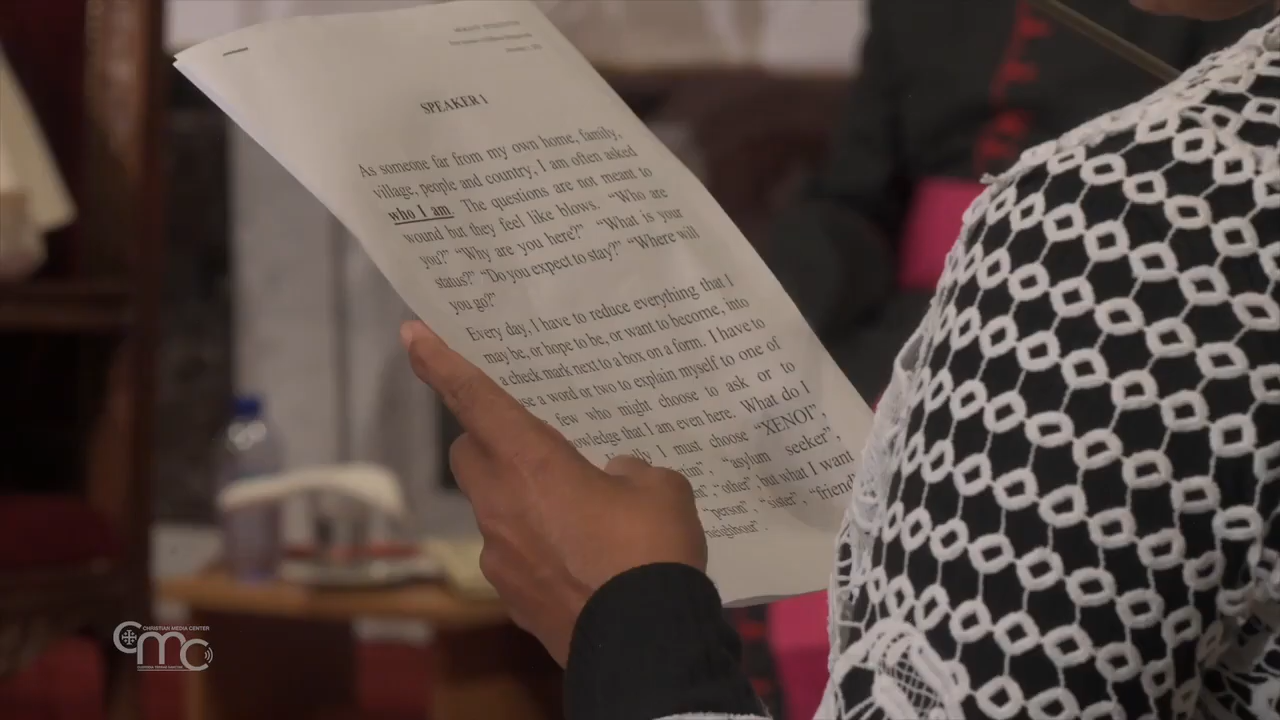 SPEAKER 1
As someone far from my own home, family,
village, people and country, I am often asked
who I am. The questions are not meant to
wound but they feel like blows. "Who are
you?" "Why are you here?" "What is your
status?" "Do you expect to stay?" "Where will
you go?"
Every day, I have to reduce everything that I
may be, or hope to be, or want to become, into
a check mark next to a box on a form. I have to
a word or two to explain myself to one of
few who might choose to ask or to
that I am even here. What do I
I must choose "XENOI",
"asylum seeker",
"other", but what I want
"person", "sister", "friend
neighbour".
CHRISTIAN MEDIA CENTER
CMC